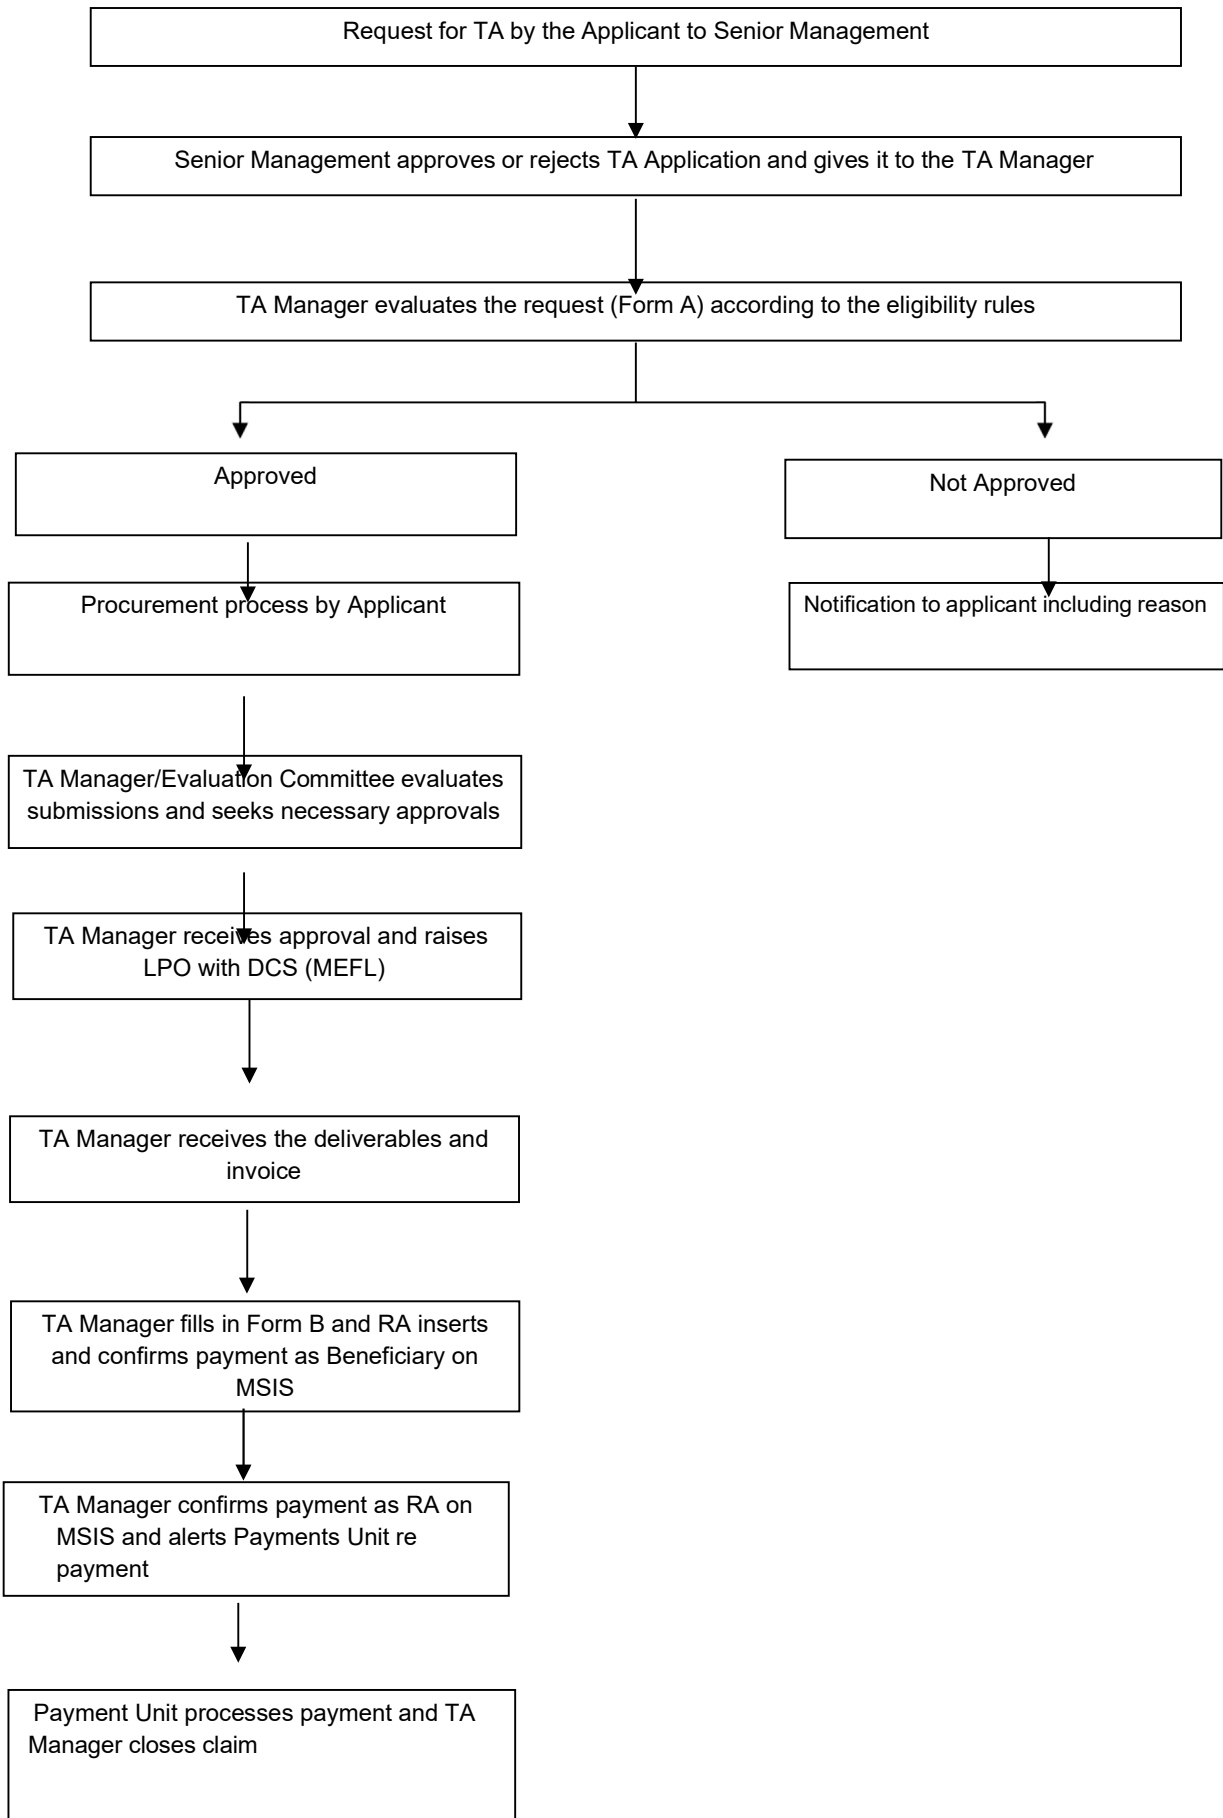 Request for TA by the Applicant to Senior Management
Senior Management approves or rejects TA Application and gives it to the TA Manager
TA Manager evaluates the request (Form A) according to the eligibility rules
Approved
Not Approved
Procurement process by Applicant
Notification to applicant including reason
TA Manager/Evaluation Committee evaluates
submissions and seeks necessary approvals
TA Manager receives approval and raises
LPO with DCS (MEFL)
TA Manager receives the deliverables and
invoice
TA Manager fills in Form B and RA inserts
and confirms payment as Beneficiary on
MSIS
TA Manager confirms payment as RA on
MSIS and alerts Payments Unit re
payment
Payment Unit processes payment and TA
Manager closes claim